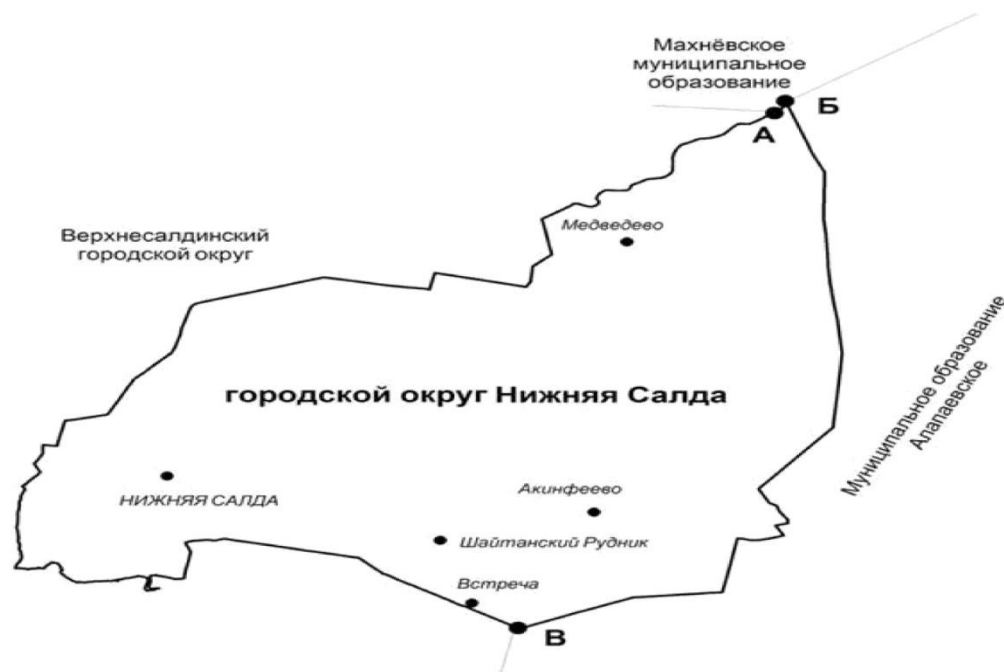 Махнёвское
муниципальное
образование
Б
А
Медведево
Верхнесалдинский
городской округ
Муниципальное образование
Алапаевское
городской округ Нижняя Салда
НИЖНЯЯ САЛДА
Акинфеево
Шайтанский Рудник
Встреча
В